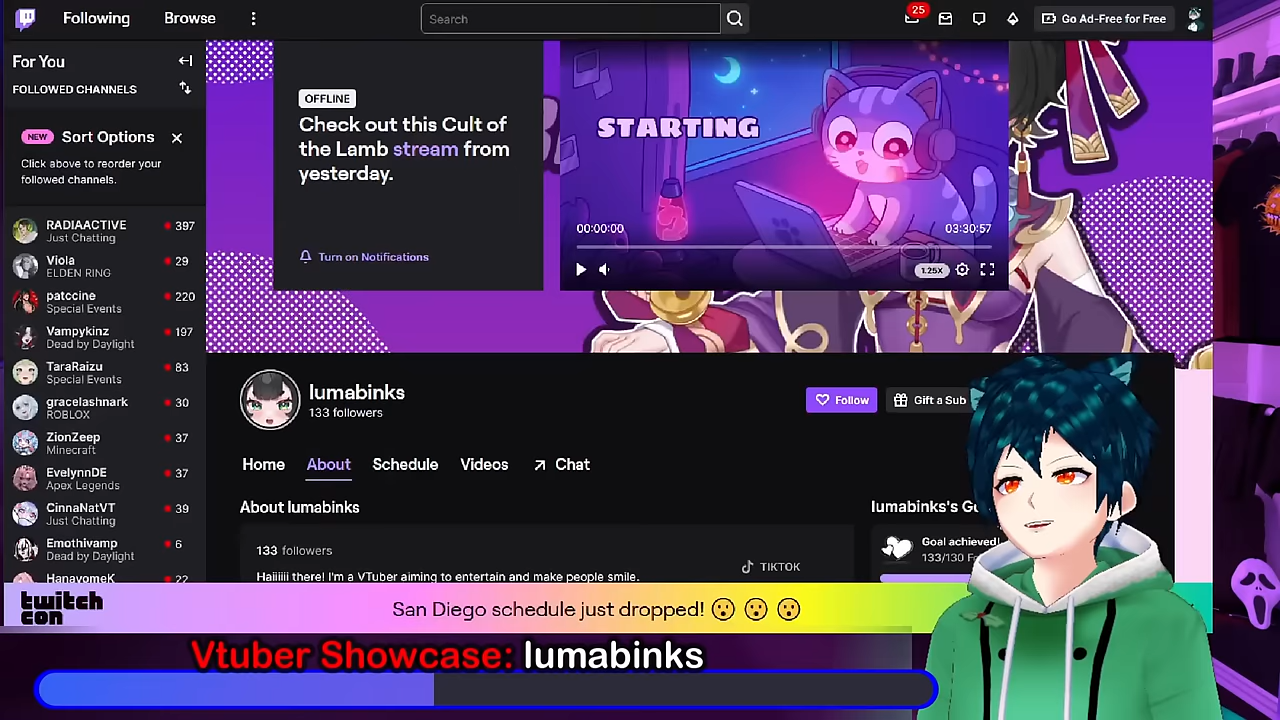 Following
Browse
Search
25
Go Ad-Free for Free
For You
FOLLOWED CHANNELS
NEW Sort Options
Click above to reorder your
followed channels.
RADIAACTIVE 397
Just Chatting
Viola 29
ELDEN RING
patccine 220
Special Events
Vampykinz 197
Dead by Daylight
TaraRaizu 83
Special Events
gracelashnark 30
ROBLOX
ZionZeep 37
Minecraft
EvelynnDE 37
Apex Legends
CinnaNatVT 39
Just Chatting
Emothivamp 6
Dead by Daylight
HanayomeK 22
OFFLINE
Check out this Cult of
the Lamb stream from
yesterday.
Turn on Notifications
STARTING
00:00:00
03:30:57
1.25X
lumabinks
133 followers
Follow
Gift a Sub
Home
About
Schedule
Videos
Chat
About lumabinks
133 followers
Haiiiiii there! I'm a VTuber aiming to entertain and make people smile.
TIKTOK
lumabinks's
Goal achieved!
133/130
twitch
con
San Diego schedule just dropped! 😮 😮 😮
Vtuber Showcase: lumabinks